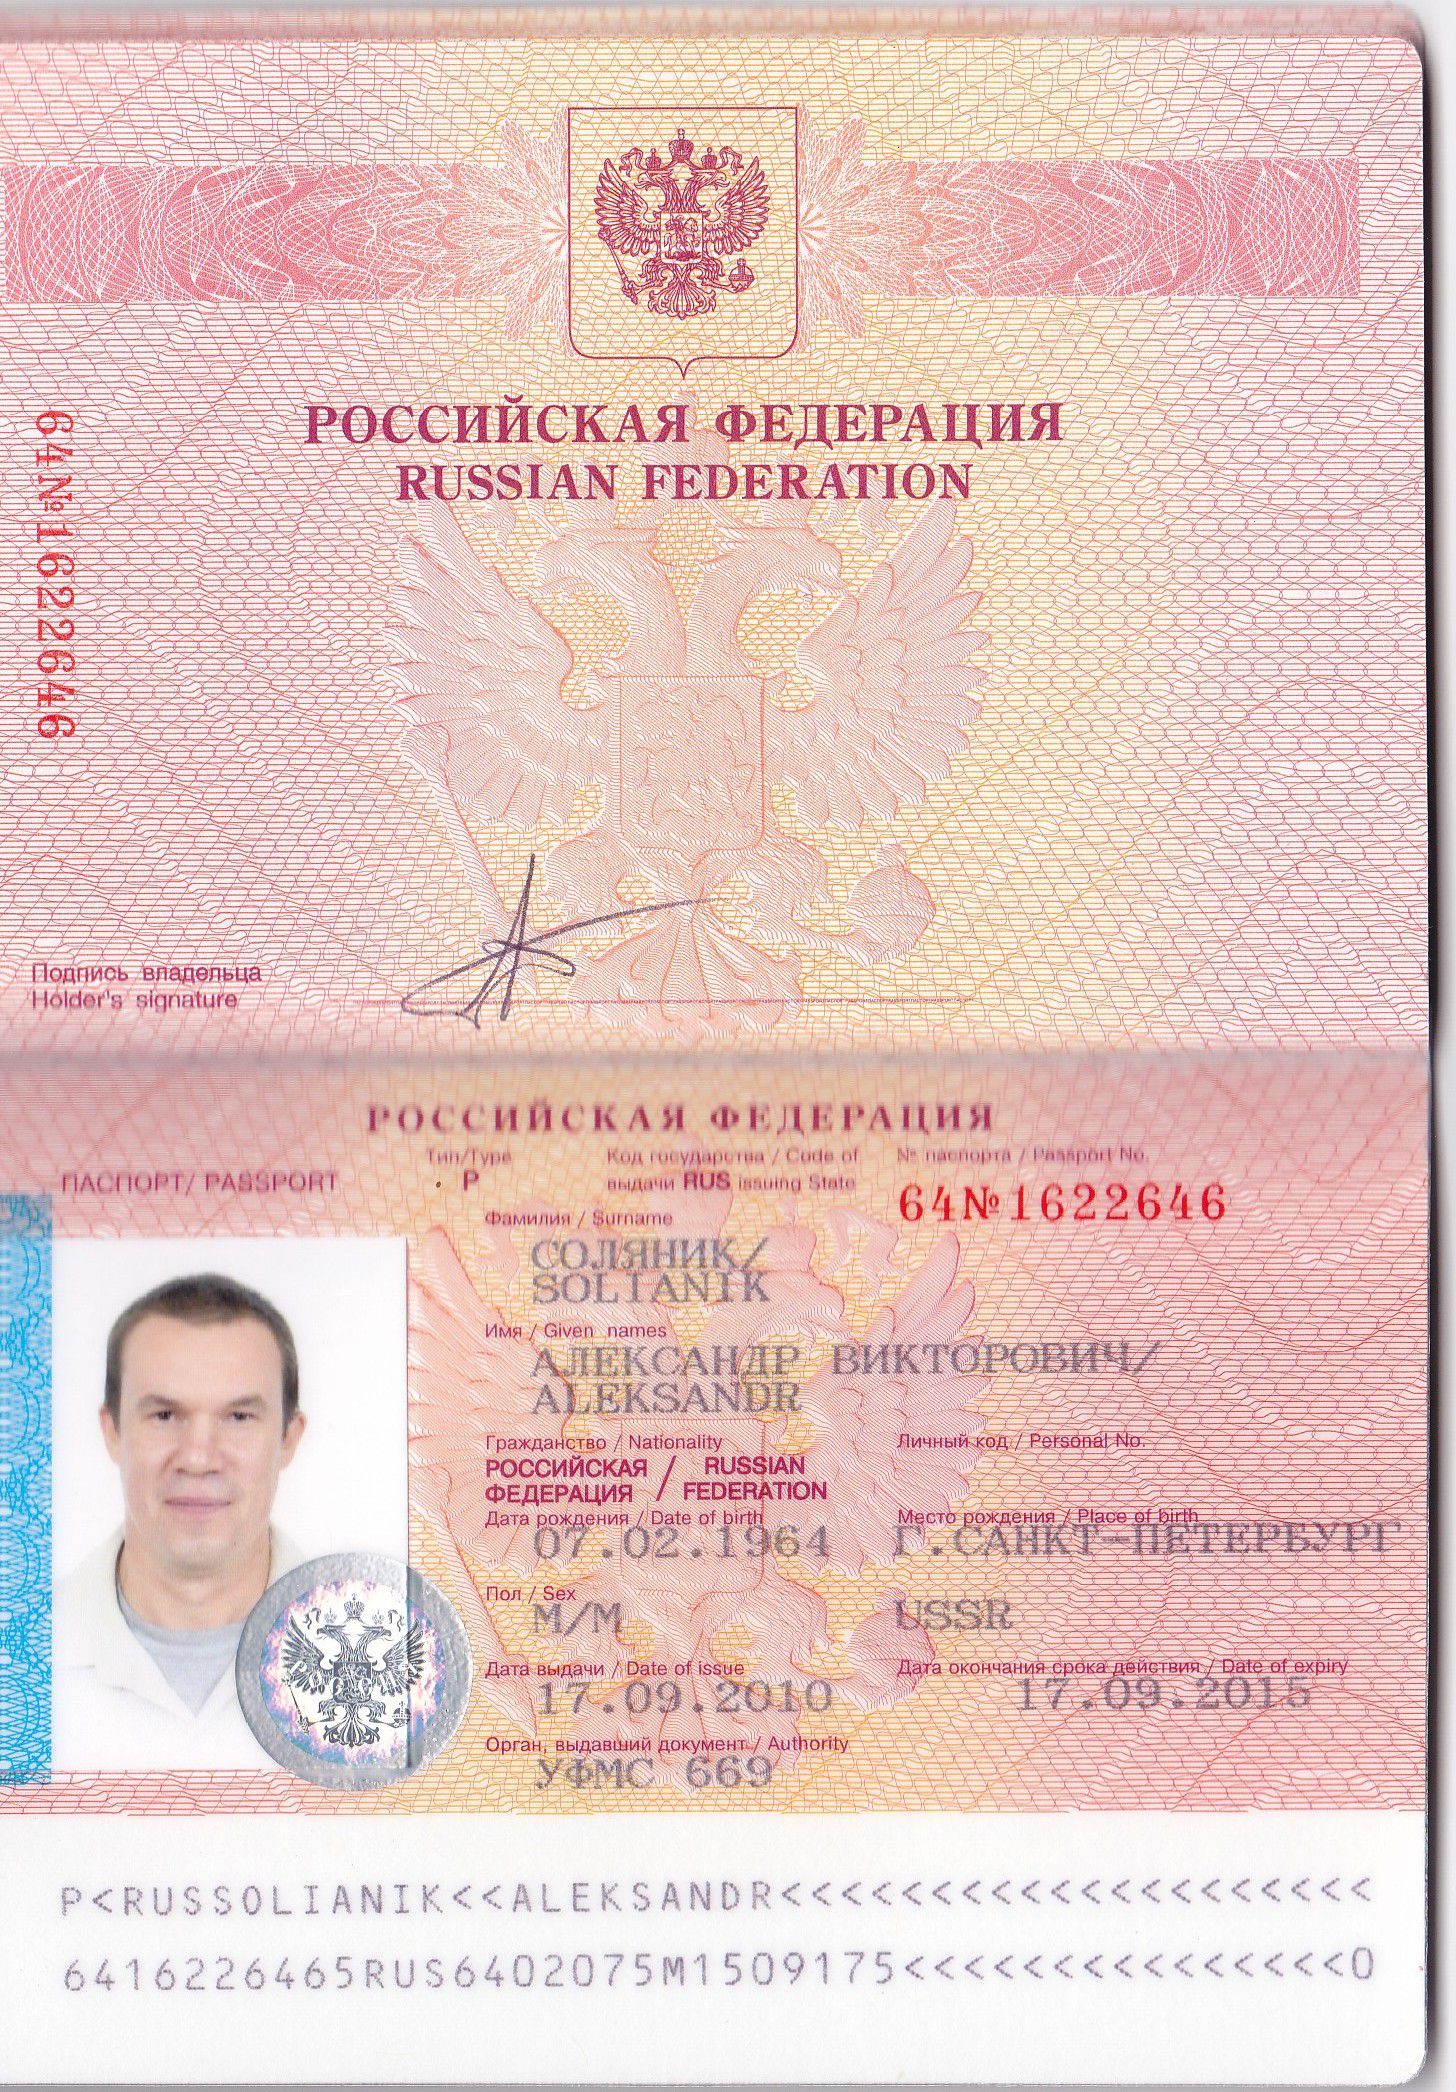 РОССИЙСКАЯ ФЕДЕРАЦИЯ
RUSSIAN FEDERATION
64№1622646
Подпись владельца
Holder's signature
РОССИЙСКАЯ ФЕДЕРАЦИЯ
ПАСПОРТ/ PASSPORT
Тип/Type
P
Код государства / Code of
выдачи RUS issuing State
№ паспорта / Passport No.
64№1622646
Фамилия / Surname
СОЛЯНИК/
SOLIANIK
Имя / Given names
АЛЕКСАНДР ВИКТОРОВИЧ/
ALEKSANDR
Гражданство / Nationality
РОССИЙСКАЯ / RUSSIAN
ФЕДЕРАЦИЯ / FEDERATION
Личный код / Personal No.
Дата рождения / Date of birth
07.02.1964
Место рождения / Place of birth
Г.САНКТ-ПЕТЕРБУРГ
Пол / Sex
М/M
USSR
Дата выдачи / Date of issue
17.09.2010
Дата окончания срока действия / Date of expiry
17.09.2015
Орган, выдавший документ / Authority
УФМС 669
P<RUSSOLIANIK<<ALEKSANDR<<<<<<<<<<<<<<<<<<<<
6416226465RUS6402075M1509175<<<<<<<<<<<<<<<0